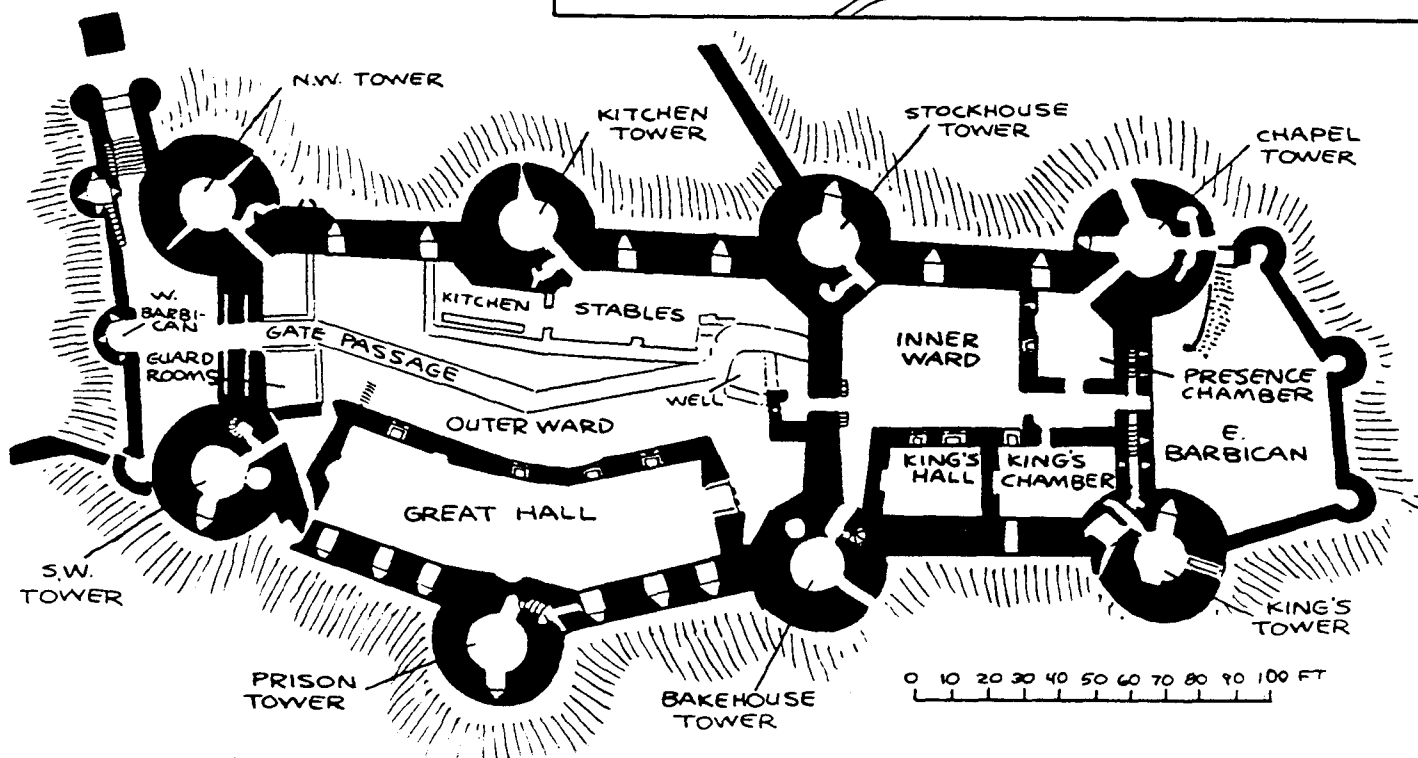 N.W. TOWER
KITCHEN
TOWER
STOCKHOUSE
TOWER
CHAPEL
TOWER
W.
BARBI-
CAN
GUARD
ROOMS
GATE PASSAGE
KITCHEN
STABLES
WELL
OUTER WARD
INNER
WARD
PRESENCE
CHAMBER
E.
BARBICAN
KING'S
HALL
KING'S
CHAMBER
GREAT HALL
S.W.
TOWER
PRISON
TOWER
BAKEHOUSE
TOWER
KING'S
TOWER
0 10 20 30 40 50 60 70 80 90 100 FT